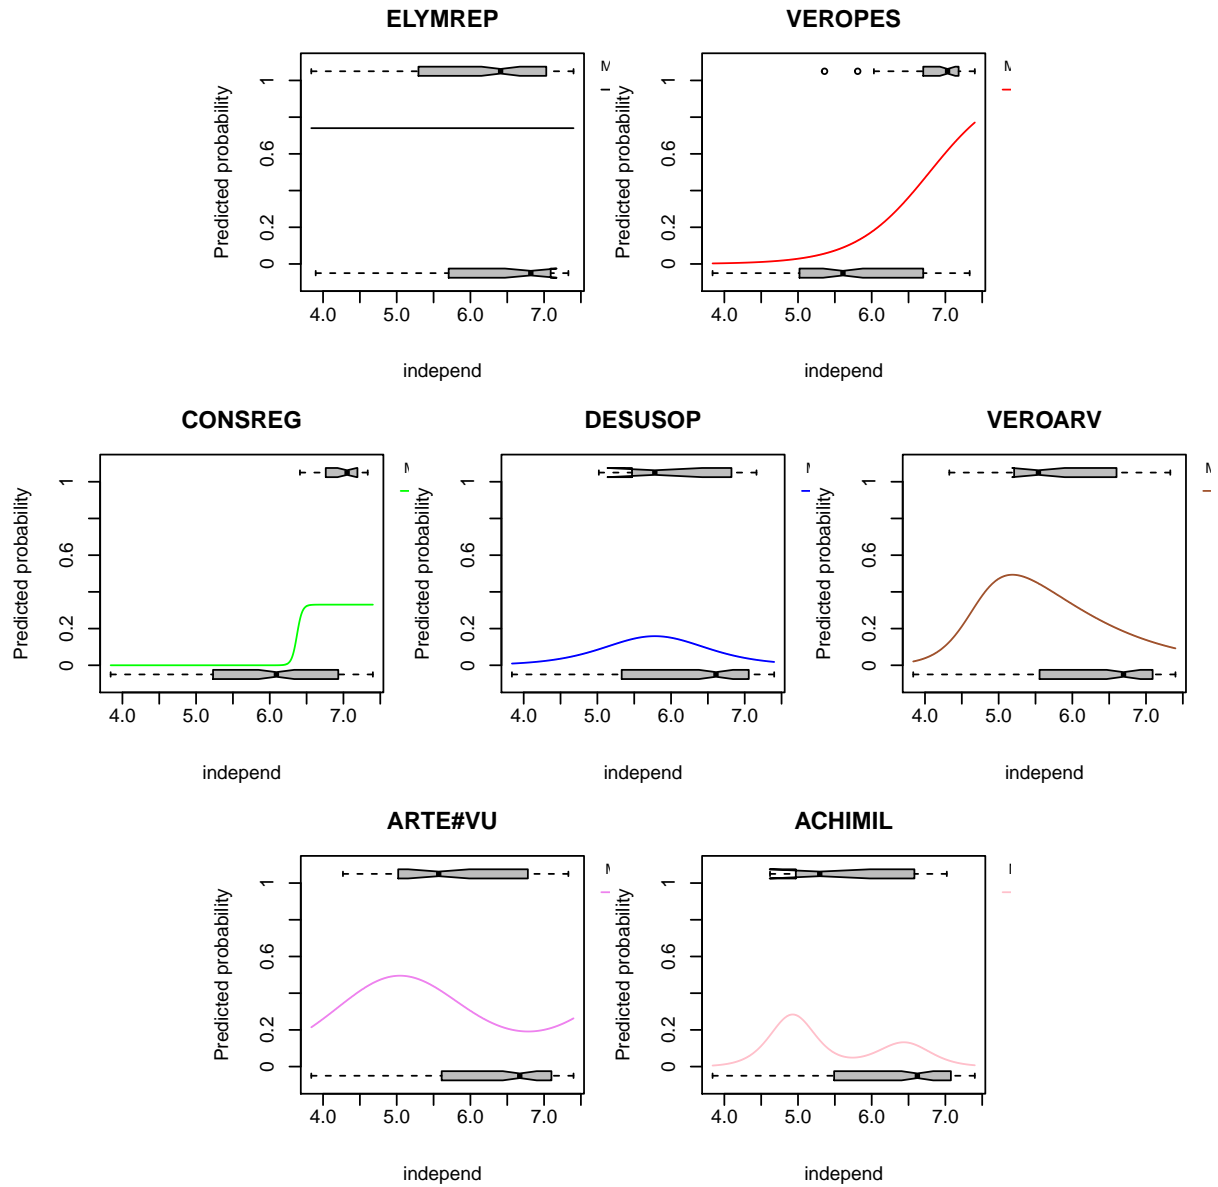 ELYMREP
VEROPES
M
M
Predicted probability
Predicted probability
1
0.6
0.2
0
1
0.6
0.2
0
4.0 5.0 6.0 7.0
4.0 5.0 6.0 7.0
independ
independ
CONSREG
DESUSOP
VEROARV
M
M
M
Predicted probability
Predicted probability
Predicted probability
1
0.6
0.2
0
1
0.6
0.2
0
1
0.6
0.2
0
4.0 5.0 6.0 7.0
4.0 5.0 6.0 7.0
4.0 5.0 6.0 7.0
independ
independ
independ
ARTE#VU
ACHIMIL
M
Predicted probability
Predicted probability
1
0.6
0.2
0
1
0.6
0.2
0
4.0 5.0 6.0 7.0
4.0 5.0 6.0 7.0
independ
independ